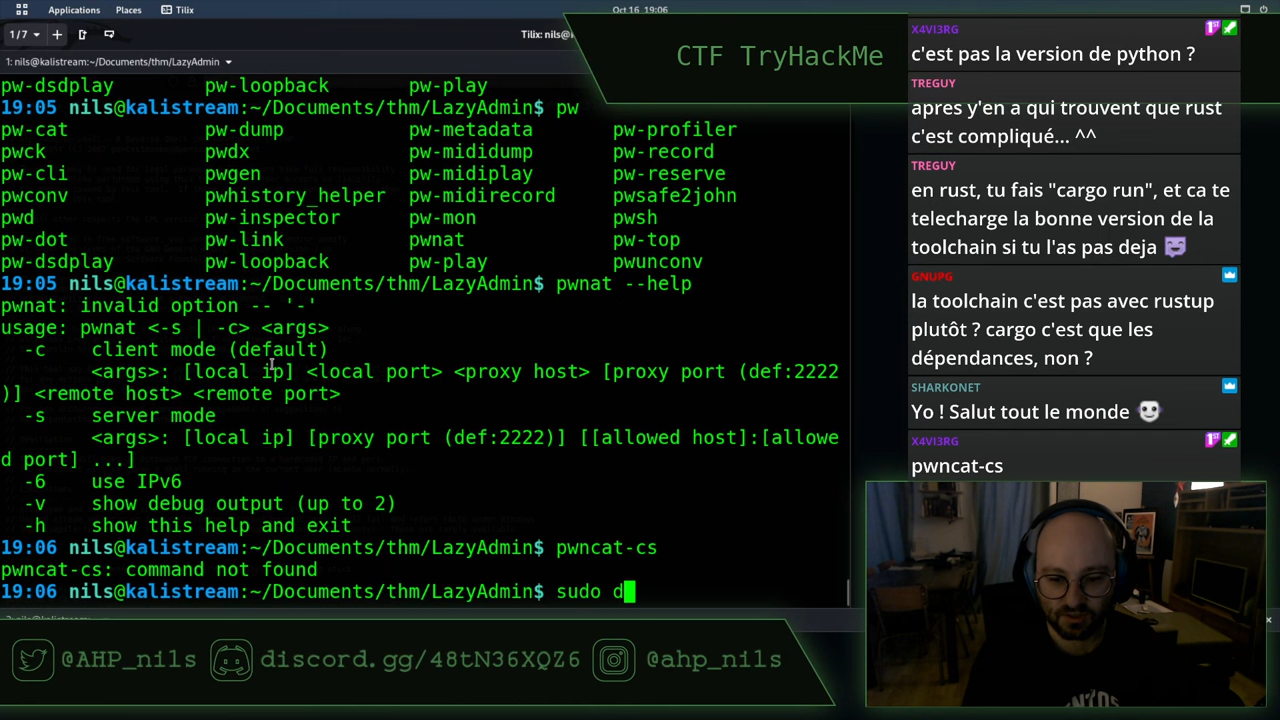 Applications Places Tilix
Oct 16 19:06
1/7
Tilix: nils@
1: nils@kalistream:~/Documents/thm/LazyAdmin
CTF TryHackMe
pw-dsdplay pw-loopback pw-play
19:05 nils@kalistream:~/Documents/thm/LazyAdmin$ pw
pw-cat pw-dump pw-metadata pw-profiler
pwck pwdx pw-mididump pw-record
pw-cli pwgen pw-midiplay pw-reserve
pwconv pwhistory_helper pw-midirecord pwsafe2john
pwd pw-inspector pw-mon pwsh
pw-dot pw-link pwnat pw-top
pw-dsdplay pw-loopback pw-play pwunconv
19:05 nils@kalistream:~/Documents/thm/LazyAdmin$ pwnat --help
pwnat: invalid option -- '-'
usage: pwnat <-s | -c> <args>
-c client mode (default)
<args>: [local ip] <local port> <proxy host> [proxy port (def:2222
)] <remote host> <remote port>
-s server mode
<args>: [local ip] [proxy port (def:2222)] [[allowed host]:[allowe
d port] ...]
-6 use IPv6
-v show debug output (up to 2)
-h show this help and exit
19:06 nils@kalistream:~/Documents/thm/LazyAdmin$ pwncat-cs
pwncat-cs: command not found
19:06 nils@kalistream:~/Documents/thm/LazyAdmin$ sudo d
X4VI3RG
c'est pas la version de python ?
TREGUY
apres y'en a qui trouvent que rust
c'est compliqué... ^^
TREGUY
en rust, tu fais "cargo run", et ca te
telecharge la bonne version de la
toolchain si tu l'as pas deja
GNUPG
la toolchain c'est pas avec rustup
plutôt ? cargo c'est que les
dépendances, non ?
SHARKONET
Yo ! Salut tout le monde
X4VI3RG
pwncat-cs
@AHP_nils discord.gg/48tN36XQZ6 @ahp_nils